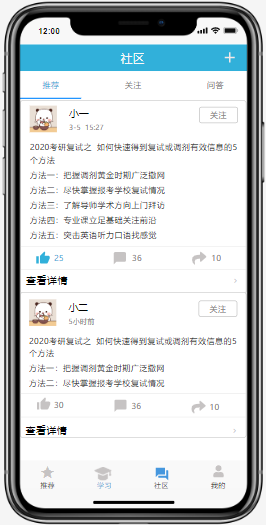 12:00
社区
推荐 关注 问答
小一 关注
3-5 15:27
2020考研复试之 如何快速得到复试或调剂有效信息的5
个方法
方法一：把握调剂黄金时期广泛撒网
方法二：尽快掌握报考学校复试情况
方法三：了解导师学术方向上门拜访
方法四：专业课立足基础关注前沿
方法五：突击英语听力口语找感觉
25 36 10
查看详情
小二 关注
5小时前
2020考研复试之 如何快速得到复试或调剂有效信息的5
个方法
方法一：把握调剂黄金时期广泛撒网
方法二：尽快掌握报考学校复试情况
30 36 10
查看详情
推荐 学习 社区 我的